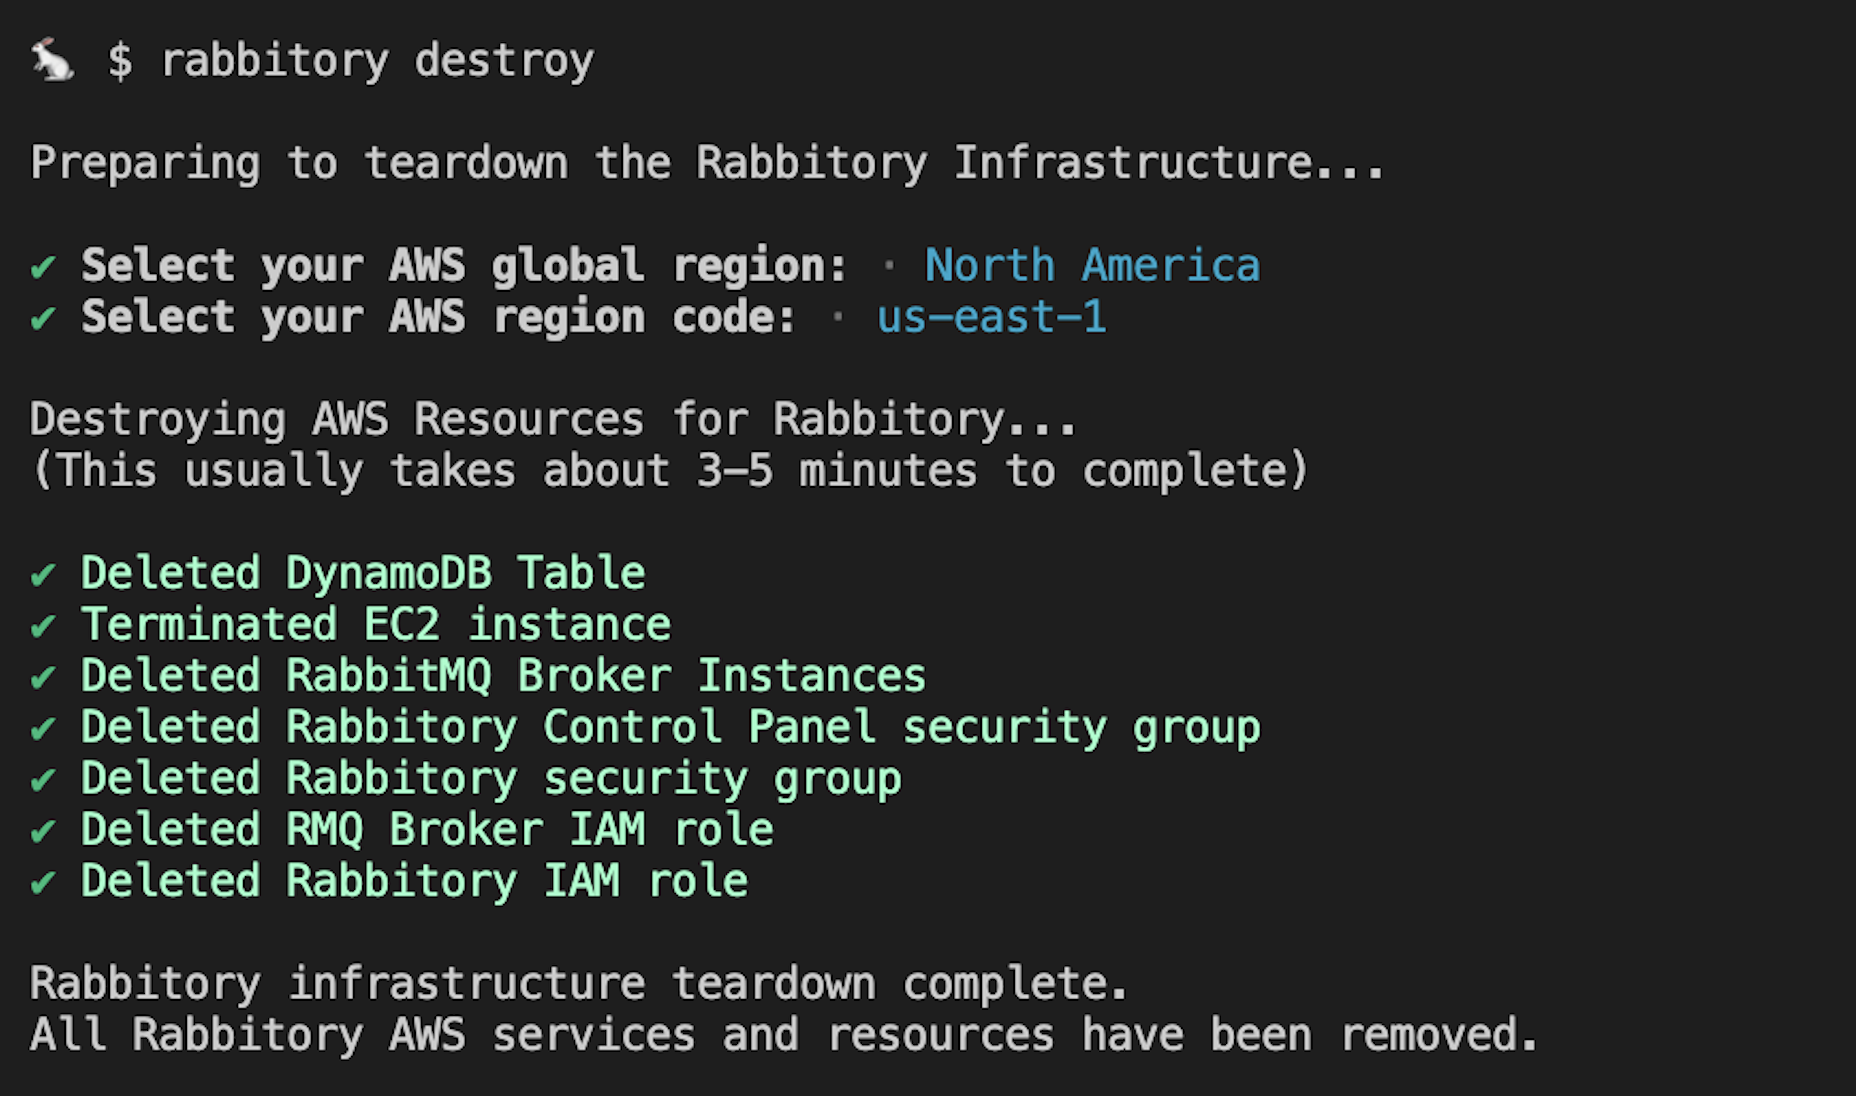 $ rabbitory destroy
Preparing to teardown the Rabbitory Infrastructure...
✔ Select your AWS global region: · North America
✔ Select your AWS region code: · us-east-1
Destroying AWS Resources for Rabbitory...
(This usually takes about 3-5 minutes to complete)
✔ Deleted DynamoDB Table
✔ Terminated EC2 instance
✔ Deleted RabbitMQ Broker Instances
✔ Deleted Rabbitory Control Panel security group
✔ Deleted Rabbitory security group
✔ Deleted RMQ Broker IAM role
✔ Deleted Rabbitory IAM role
Rabbitory infrastructure teardown complete.
All Rabbitory AWS services and resources have been removed.